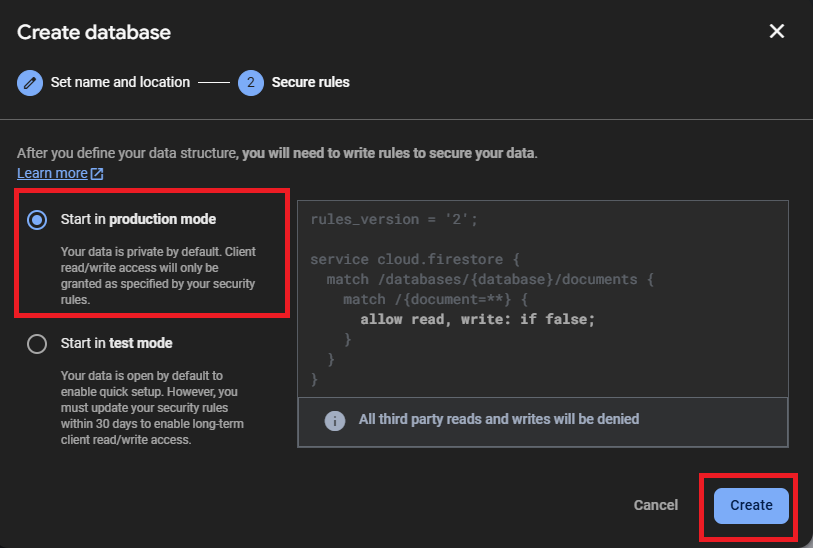 Create database
Set name and location
2 Secure rules
After you define your data structure, you will need to write rules to secure your data.
Learn more
Start in production mode
Your data is private by default. Client
read/write access will only be
granted as specified by your security
rules.
Start in test mode
Your data is open by default to
enable quick setup. However, you
must update your security rules
within 30 days to enable long-term
client read/write access.
rules_version = '2';
service cloud.firestore {
match /databases/{database}/documents {
match /{document=**} {
allow read, write: if false;
}
}
}
All third party reads and writes will be denied
Cancel
Create